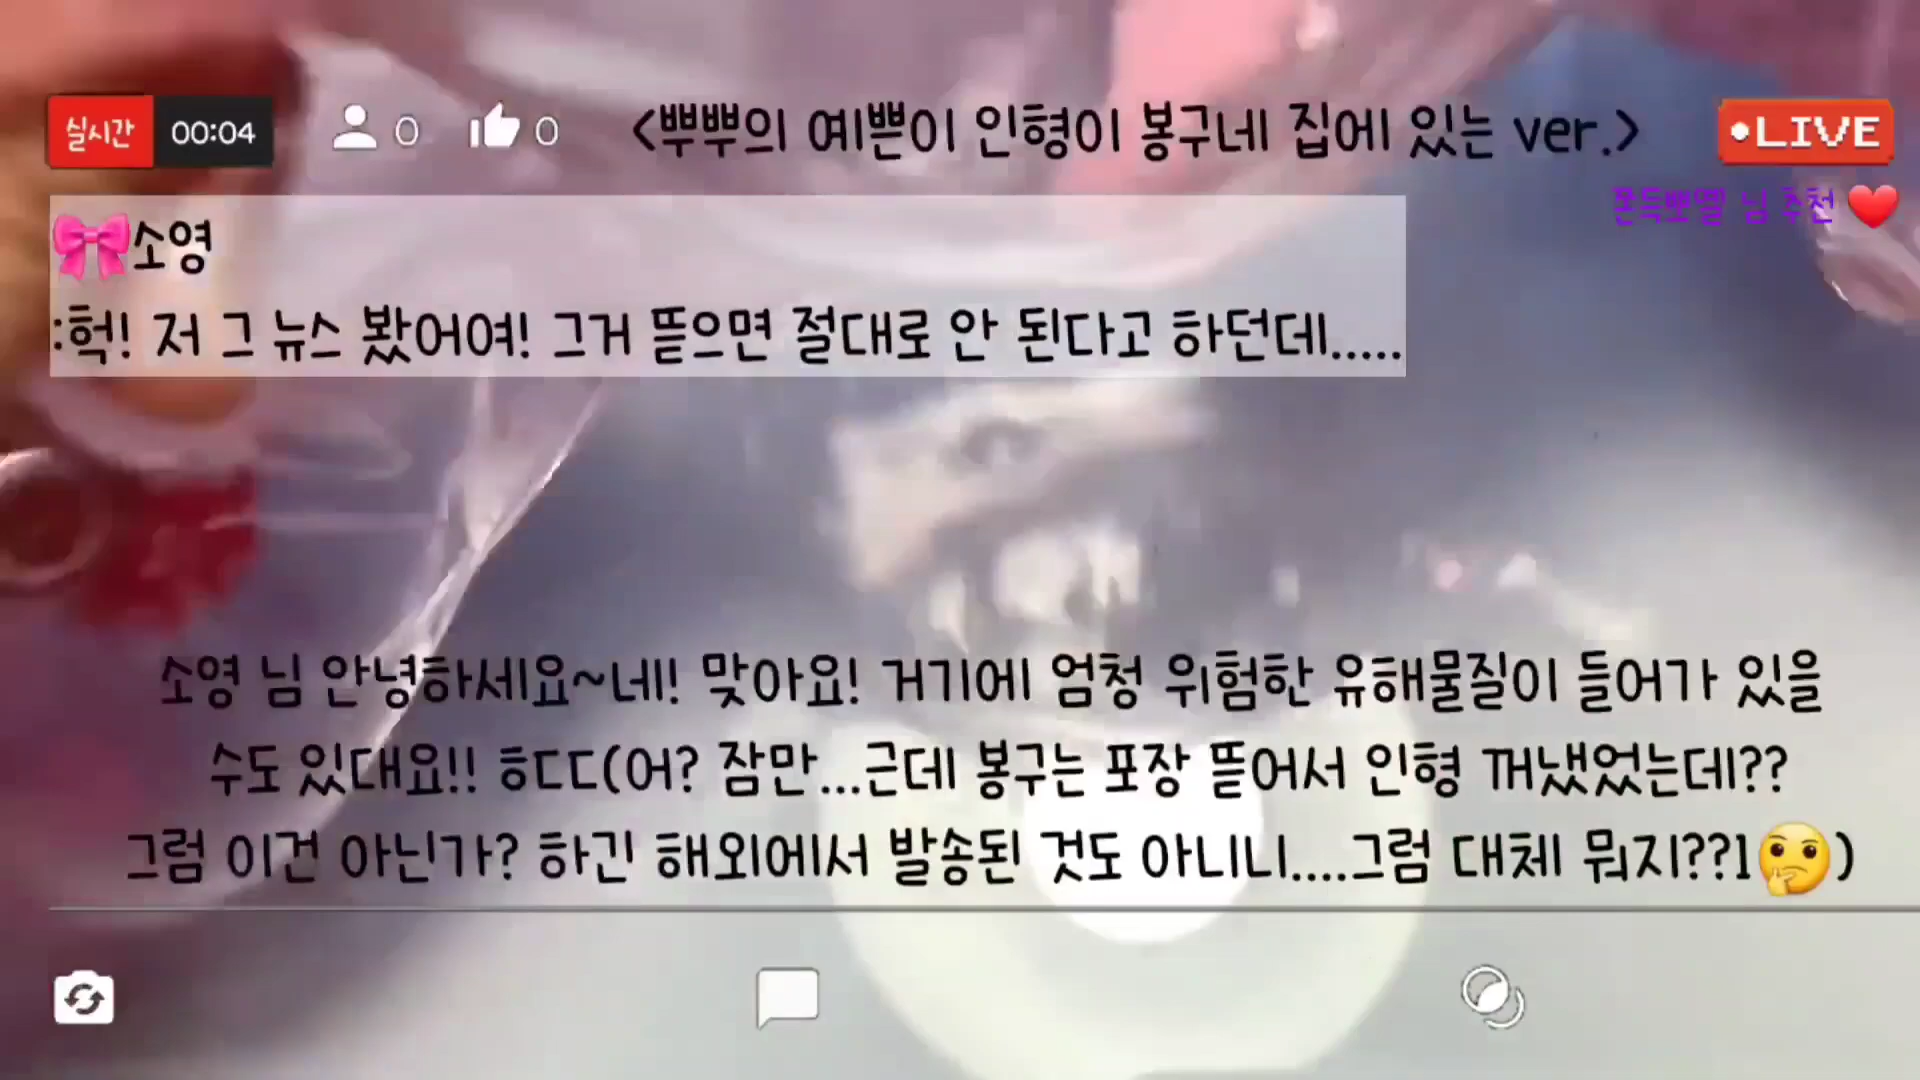 실시간 00:04 0 0 <뿌뿌의 예쁜이 인형이 봉구네 집에 있는 ver.> •LIVE
님 추천 ❤️
🎀소영
:헉! 저 그 뉴스 봤어여! 그거 뜯으면 절대로 안 된다고 하던데.....
소영 님 안녕하세요~네! 맞아요! 거기에 엄청 위험한 유해물질이 들어가 있을
수도 있대요!! ㅎㄷㄷ(어? 잠만...근데 봉구는 포장 뜯어서 인형 꺼냈었는데??
그럼 이건 아닌가? 하긴 해외에서 발송된 것도 아니니....그럼 대체 뭐지??1🤔)